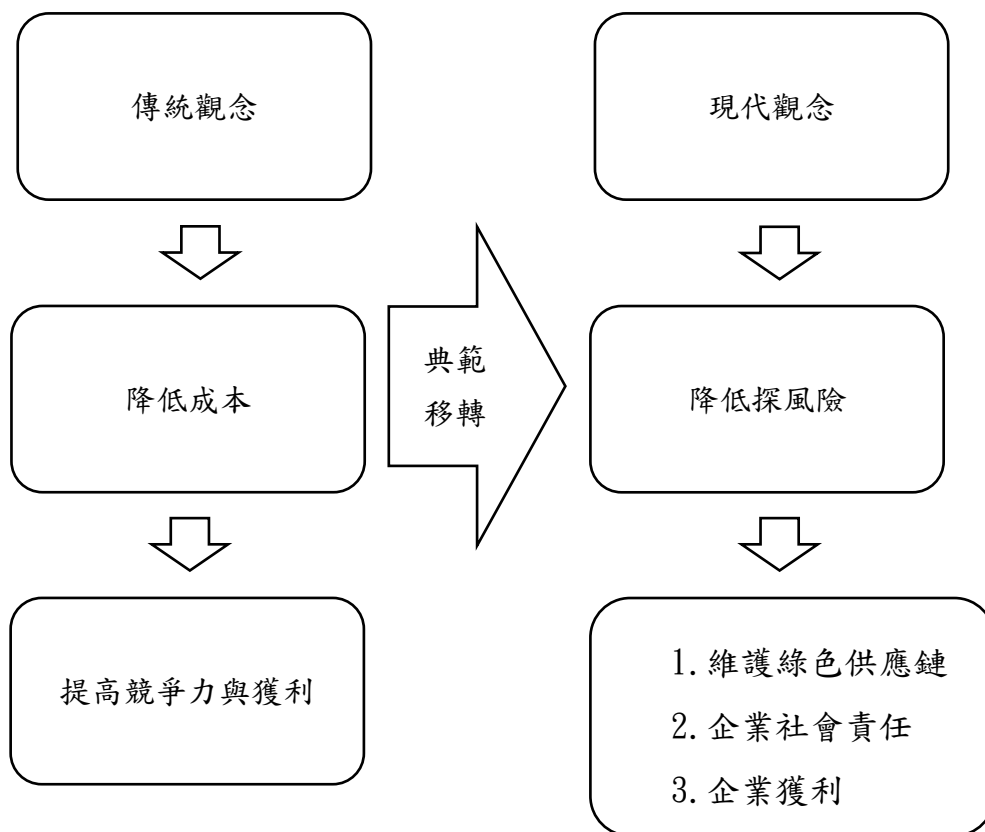 傳統觀念
降低成本
提高競爭力與獲利
典範
移轉
現代觀念
降低探風險
1.維護綠色供應鏈
2.企業社會責任
3.企業獲利